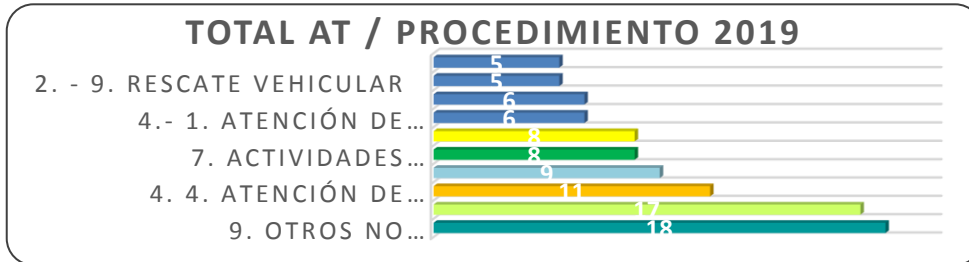 TOTAL AT / PROCEDIMIENTO 2019
5
2. - 9. RESCATE VEHICULAR 5
6
4.- 1. ATENCIÓN DE... 6
8
7. ACTIVIDADES... 8
9
4. 4. ATENCIÓN DE... 11
17
9. OTROS NO... 18